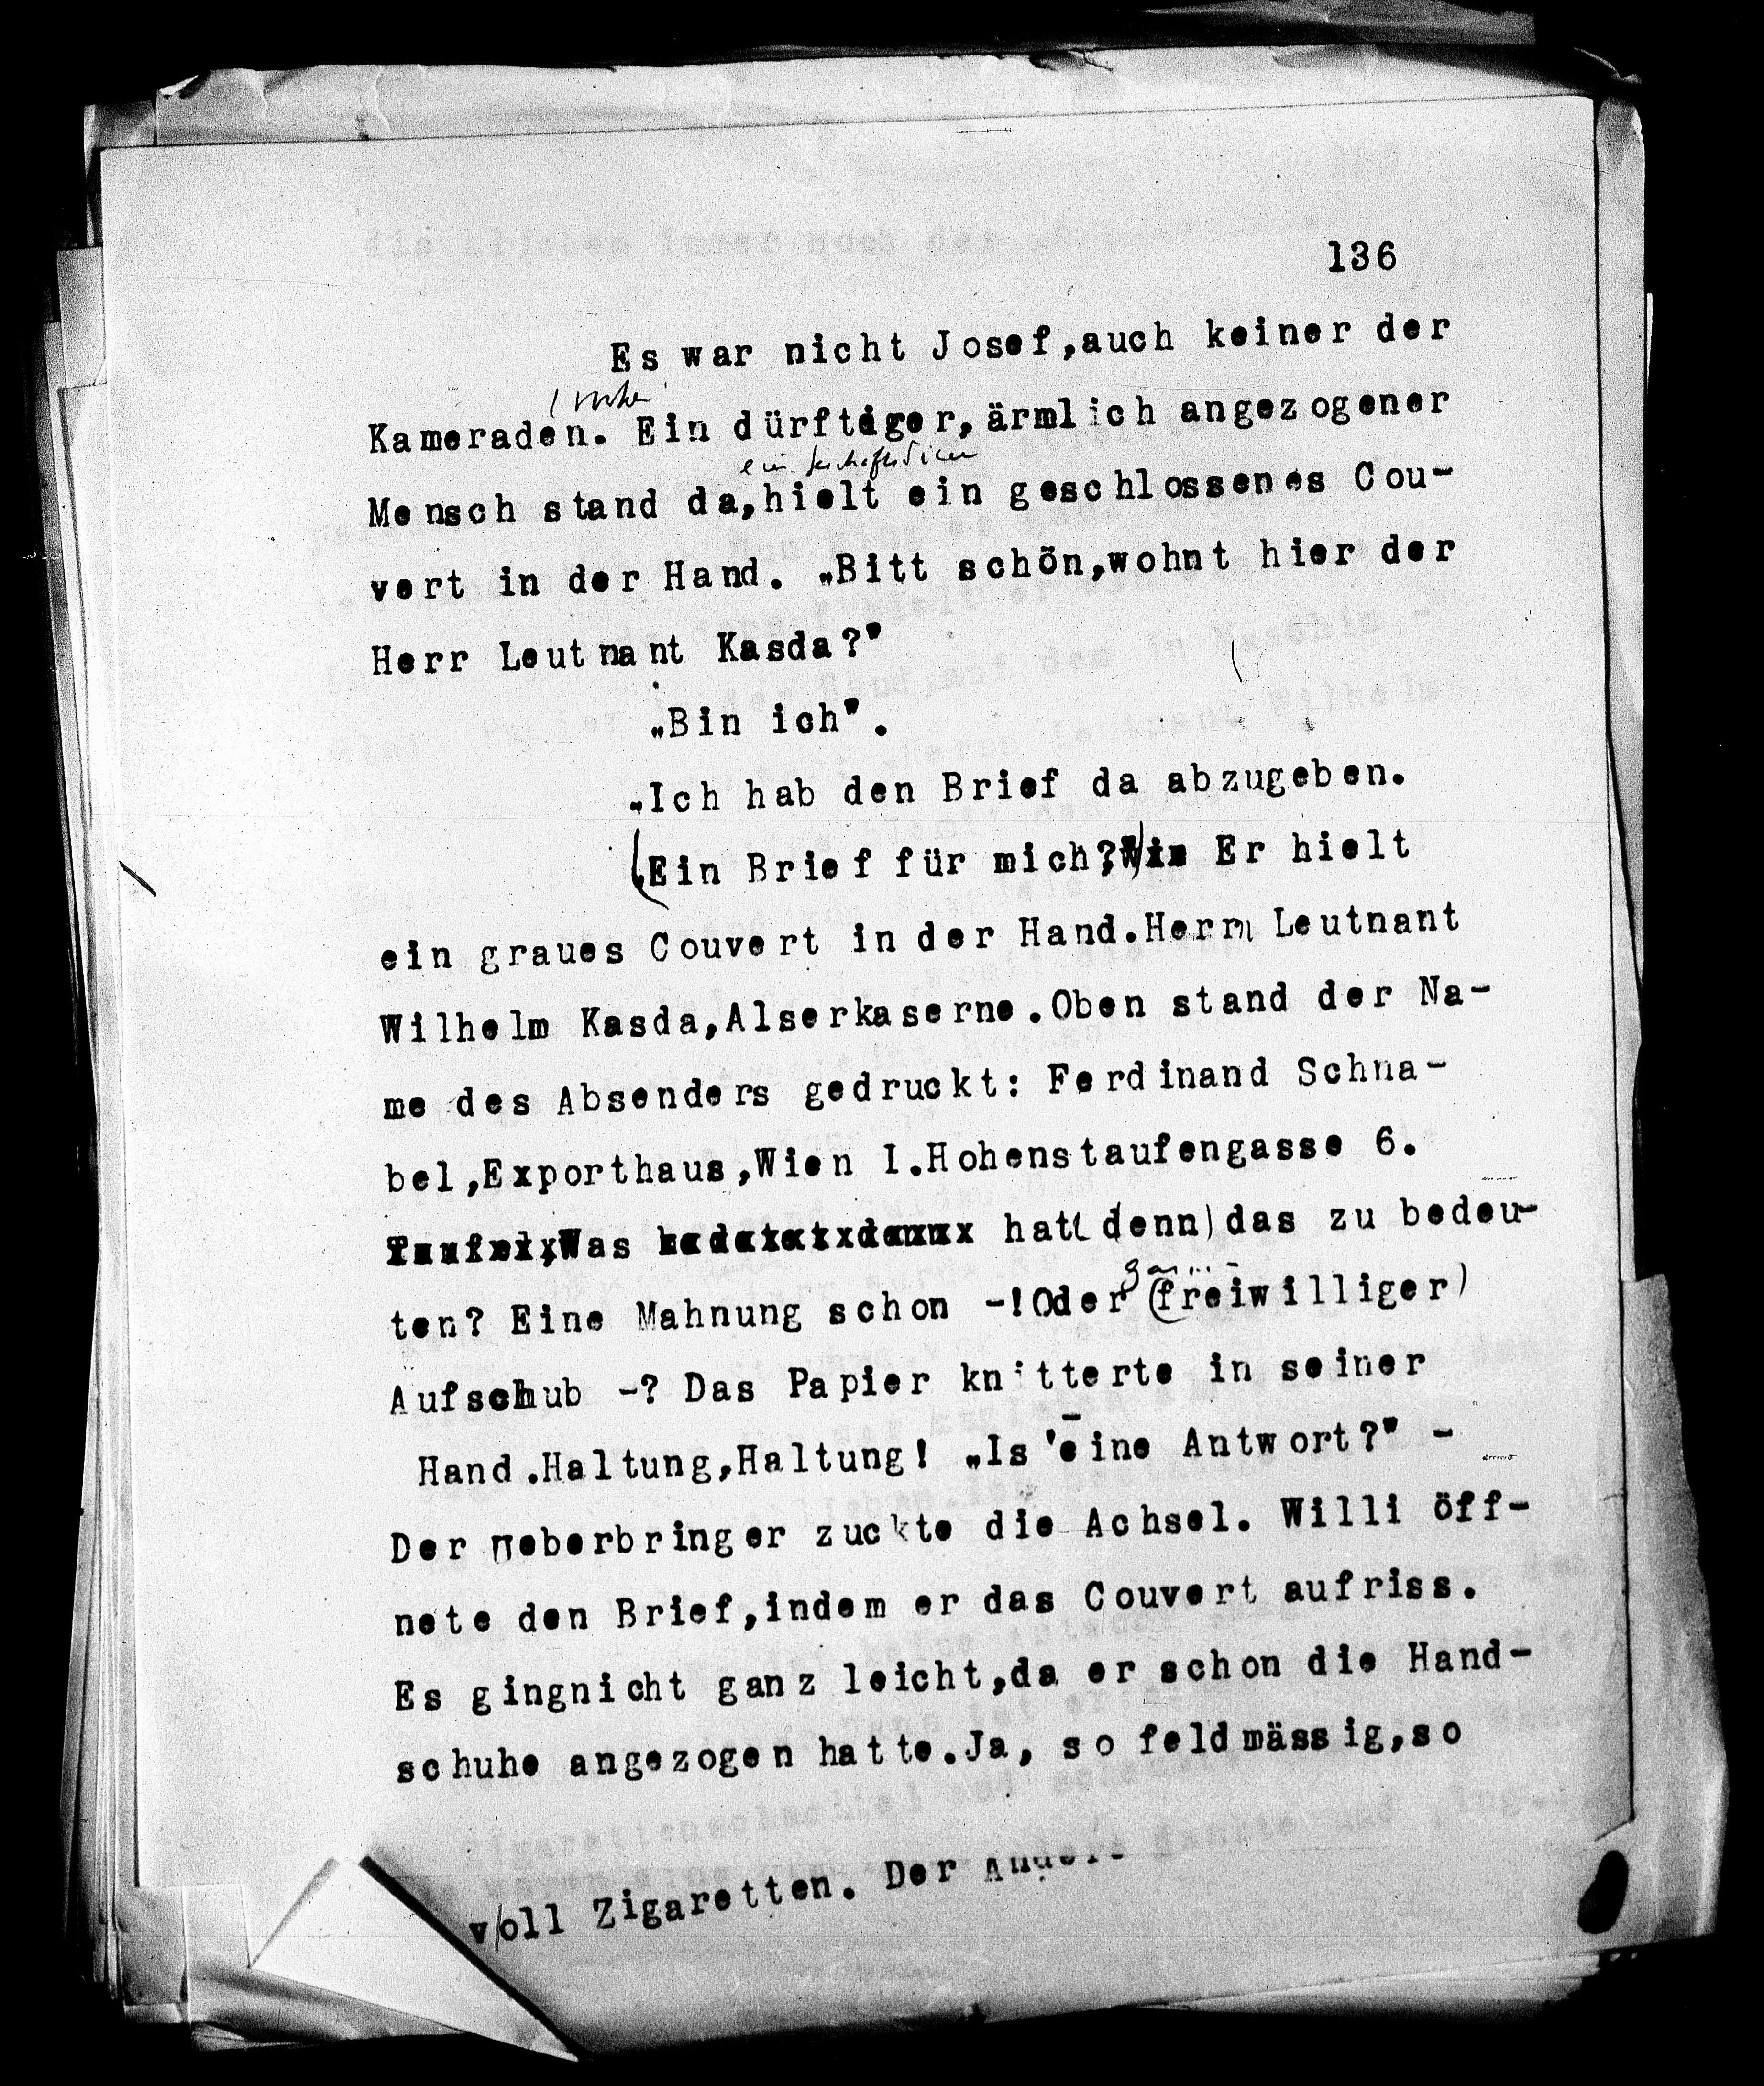 136
Es war nicht Josef,auch keiner der
Kameraden. Ein dürftiger,ärmlich angezogener
Mensch stand da,hielt ein geschlossenes Cou-
vert in der Hand. „Bitt schön,wohnt hier der
Herr Leutnant Kasda?"
„Bin ich".
„Ich hab den Brief da abzugeben.
(Ein Brief für mich?) Er hielt
ein graues Couvert in der Hand.Herrn Leutnant
Wilhelm Kasda,Alserkaserne.Oben stand der Na-
me des Absenders gedruckt: Ferdinand Schna-
bel,Exporthaus,Wien I.Hohenstaufengasse 6.
Was hat(denn)das zu bedeu-
ten? Eine Mahnung schon -!Oder (freiwilliger)
Aufschub -? Das Papier knitterte in seiner
Hand.Haltung,Haltung! „Is'eine Antwort?" -
Der Ueberbringer zuckte die Achsel. Willi öff-
nete den Brief,indem er das Couvert aufriss.
Es gingnicht ganz leicht,da er schon die Hand-
schuhe angezogen hatte.Ja, so feldmässig,so
v/oll Zigaretten. Der